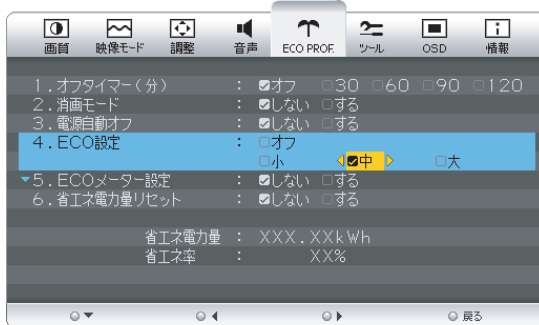 画質 映像モード 調整 音声 ECO PROF. ツール OSD 情報
1.オフタイマー(分) : ☑オフ □30 □60 □90 □120
2.消画モード : ☑しない □する
3.電源自動オフ : ☑しない □する
4.ECO設定 : □オフ
□小 ☑中 □大
5.ECOメーター設定 : ☑しない □する
6.省エネ電力量リセット : ☑しない □する
省エネ電力量 : XXX.XXkWh
省エネ率 : XX%
戻る